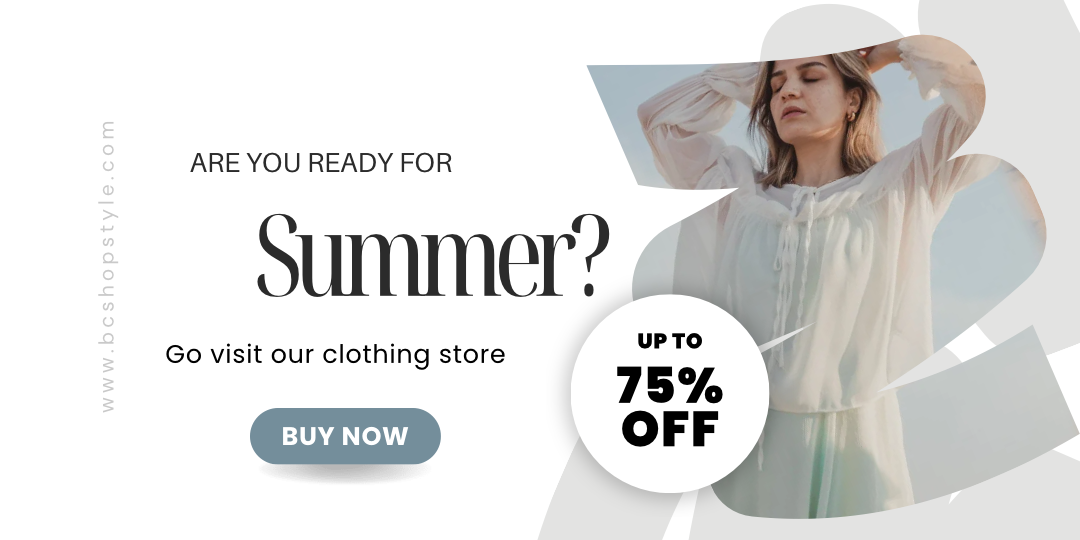 www.bcshopstyle.com
ARE YOU READY FOR
Summer?
Go visit our clothing store
BUY NOW
UP TO
75%
OFF